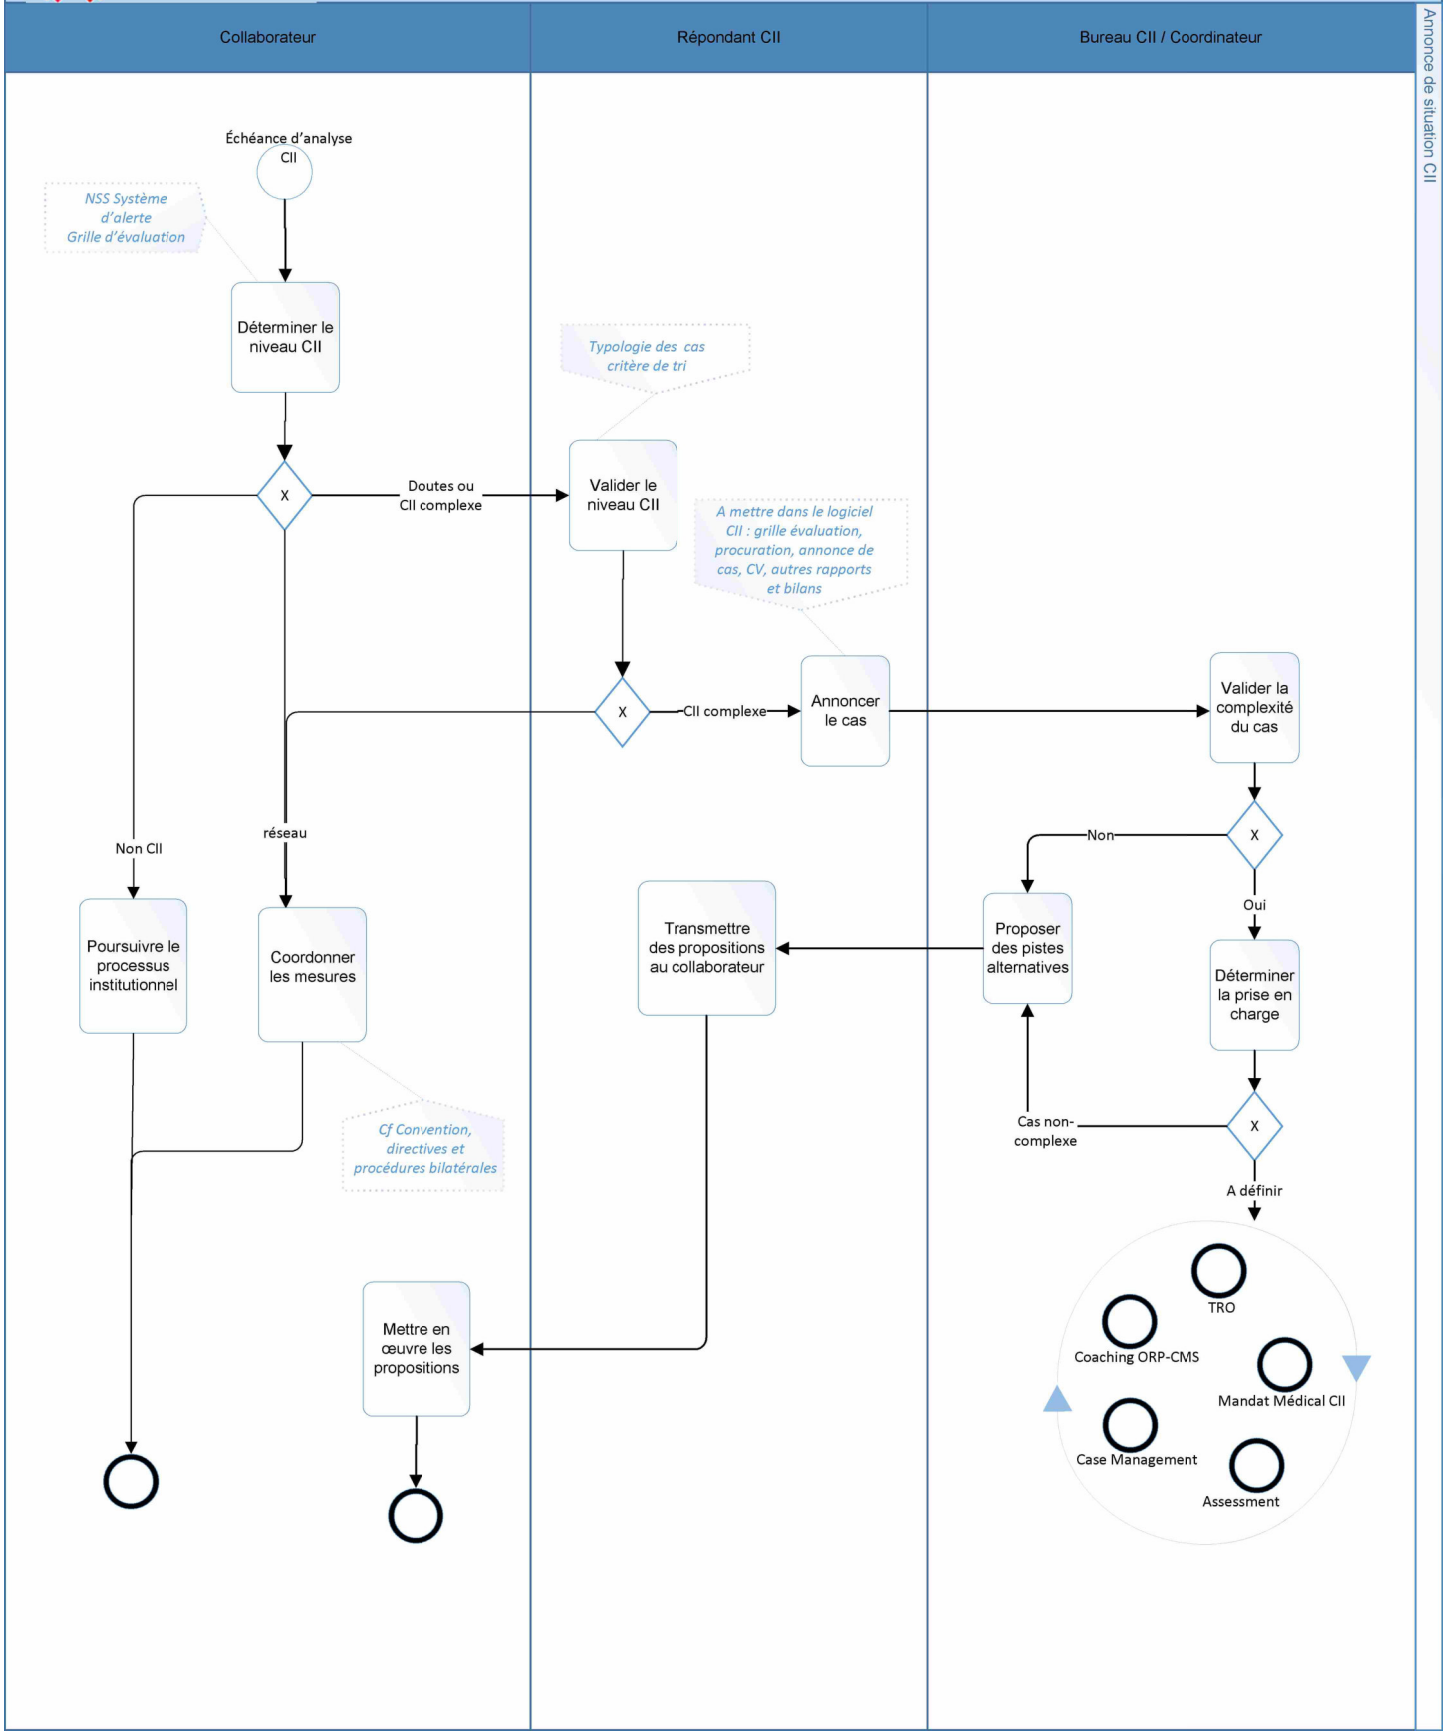 Collaborateur
Répondant CII
Bureau CII / Coordinateur
Annonce de situation CII
Échéance d'analyse
CII
NSS Système
d'alerte
Grille d'évaluation
Déterminer le
niveau CII
X
Doutes ou
CII complexe
Typologie des cas
critère de tri
Valider le
niveau CII
A mettre dans le logiciel
CII : grille évaluation,
procuration, annonce de
cas, CV, autres rapports
et bilans
X
CII complexe
Annoncer
le cas
Valider la
complexité
du cas
X
Non
Oui
réseau
Non CII
Poursuivre le
processus
institutionnel
Coordonner
les mesures
Transmettre
des propositions
au collaborateur
Proposer
des pistes
alternatives
Déterminer
la prise en
charge
Cf Convention,
directives et
procédures bilatérales
Cas non-
complexe
X
A définir
Mettre en
œuvre les
propositions
TRO
Coaching ORP-CMS
Mandat Médical CII
Case Management
Assessment